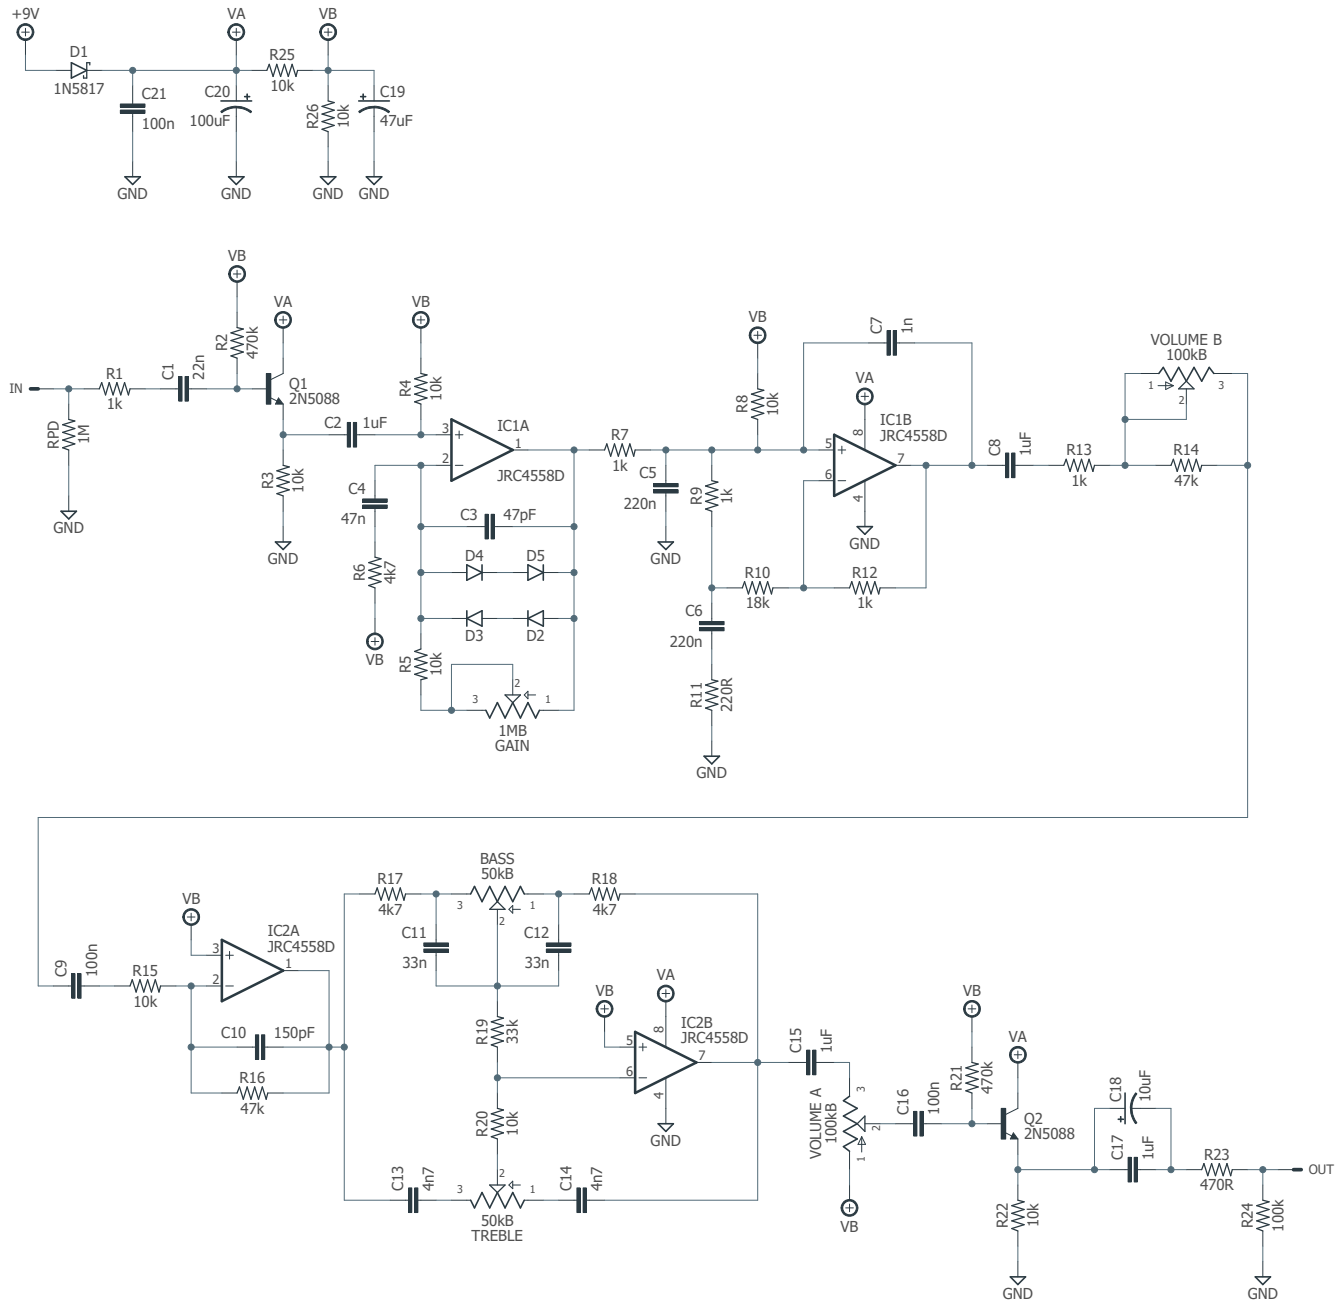 +9V
VA
VB
D1
1N5817
R25
10k
C21
100n
C20
+
100uF
R26
10k
+
C19
47uF
GND
GND
GND
GND
VB
VA
VB
VB
R2
470k
IN
R1
1k
C1
22n
Q1
2N5088
RPD
1M
GND
R3
10k
GND
C2
1uF
R4
10k
IC1A
JRC4558D
3
+
2
−
1
C4
47n
R6
4k7
VB
C3
47pF
D4
D5
D3
D2
R5
10k
3
2
1
1MB
GAIN
R7
1k
C5
220n
GND
R8
10k
R9
1k
R10
18k
C6
220n
R11
220R
GND
C7
1n
VA
IC1B
JRC4558D
8
5
+
6
−
7
4
GND
R12
1k
C8
1uF
R13
1k
VOLUME B
100kB
1
2
3
R14
47k
VB
IC2A
JRC4558D
3
+
2
−
1
C9
100n
R15
10k
C10
150pF
R16
47k
BASS
50kB
R17
4k7
3
2
1
R18
4k7
C11
33n
C12
33n
R19
33k
R20
10k
C13
4n7
3
2
1
C14
4n7
50kB
TREBLE
VB
VA
IC2B
JRC4558D
8
5
+
6
−
7
4
GND
C15
1uF
VOLUME A
100kB
3
2
1
VB
C16
100n
VB
R21
470k
VA
Q2
2N5088
R22
10k
GND
C18
10uF
+
C17
1uF
R23
470R
OUT
R24
100k
GND